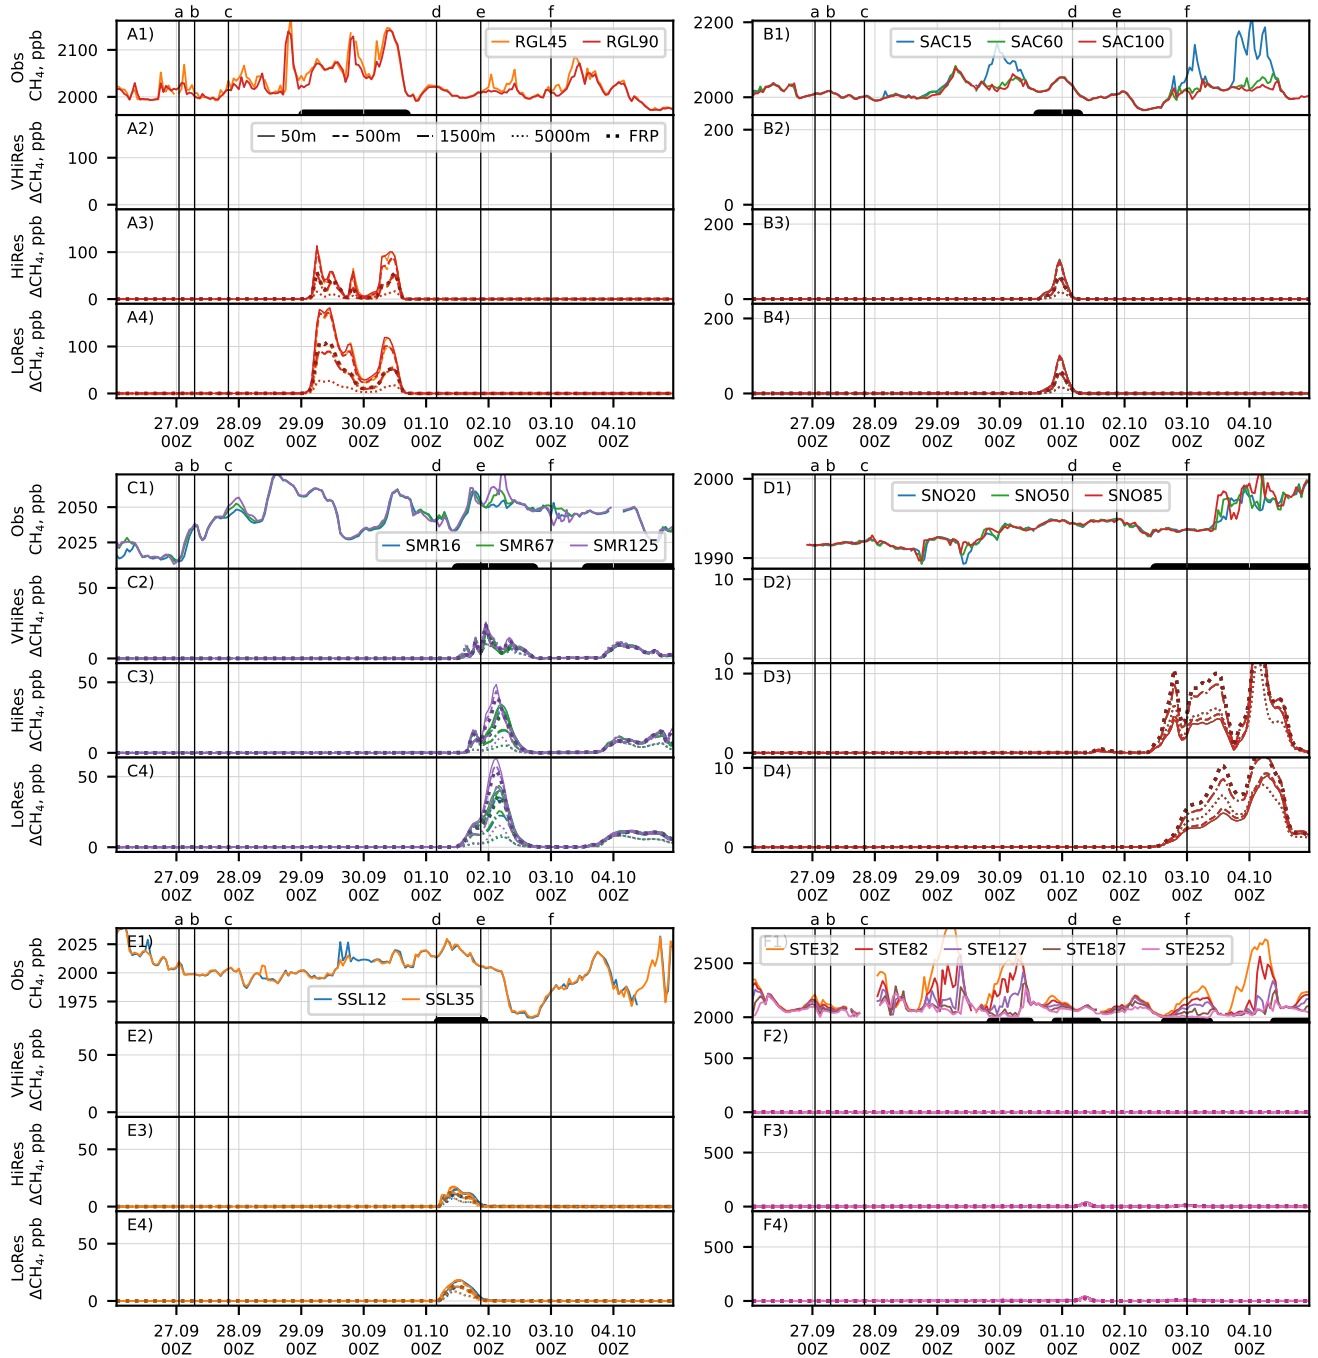 a b c d e f
a b c d e f
A1)
RGL45 RGL90
B1)
SAC15 SAC60 SAC100
Obs
CH₄, ppb
2100
2000
2200
2000
A2)
50m 500m 1500m 5000m FRP
B2)
VHiRes
ΔCH₄, ppb
100
0
200
0
A3)
B3)
HiRes
ΔCH₄, ppb
100
0
200
0
A4)
B4)
LoRes
ΔCH₄, ppb
100
0
200
0
27.09 28.09 29.09 30.09 01.10 02.10 03.10 04.10
00Z 00Z 00Z 00Z 00Z 00Z 00Z 00Z
27.09 28.09 29.09 30.09 01.10 02.10 03.10 04.10
00Z 00Z 00Z 00Z 00Z 00Z 00Z 00Z
a b c d e f
a b c d e f
C1)
SMR16 SMR67 SMR125
D1)
SNO20 SNO50 SNO85
Obs
CH₄, ppb
2050
2025
2000
1990
C2)
D2)
VHiRes
ΔCH₄, ppb
50
0
10
0
C3)
D3)
HiRes
ΔCH₄, ppb
50
0
10
0
C4)
D4)
LoRes
ΔCH₄, ppb
50
0
10
0
27.09 28.09 29.09 30.09 01.10 02.10 03.10 04.10
00Z 00Z 00Z 00Z 00Z 00Z 00Z 00Z
27.09 28.09 29.09 30.09 01.10 02.10 03.10 04.10
00Z 00Z 00Z 00Z 00Z 00Z 00Z 00Z
a b c d e f
a b c d e f
E1)
SSL12 SSL35
F1)
STE32 STE82 STE127 STE187 STE252
Obs
CH₄, ppb
2025
2000
1975
2500
2000
E2)
F2)
VHiRes
ΔCH₄, ppb
50
0
500
0
E3)
F3)
HiRes
ΔCH₄, ppb
50
0
500
0
E4)
F4)
LoRes
ΔCH₄, ppb
50
0
500
0
27.09 28.09 29.09 30.09 01.10 02.10 03.10 04.10
00Z 00Z 00Z 00Z 00Z 00Z 00Z 00Z
27.09 28.09 29.09 30.09 01.10 02.10 03.10 04.10
00Z 00Z 00Z 00Z 00Z 00Z 00Z 00Z